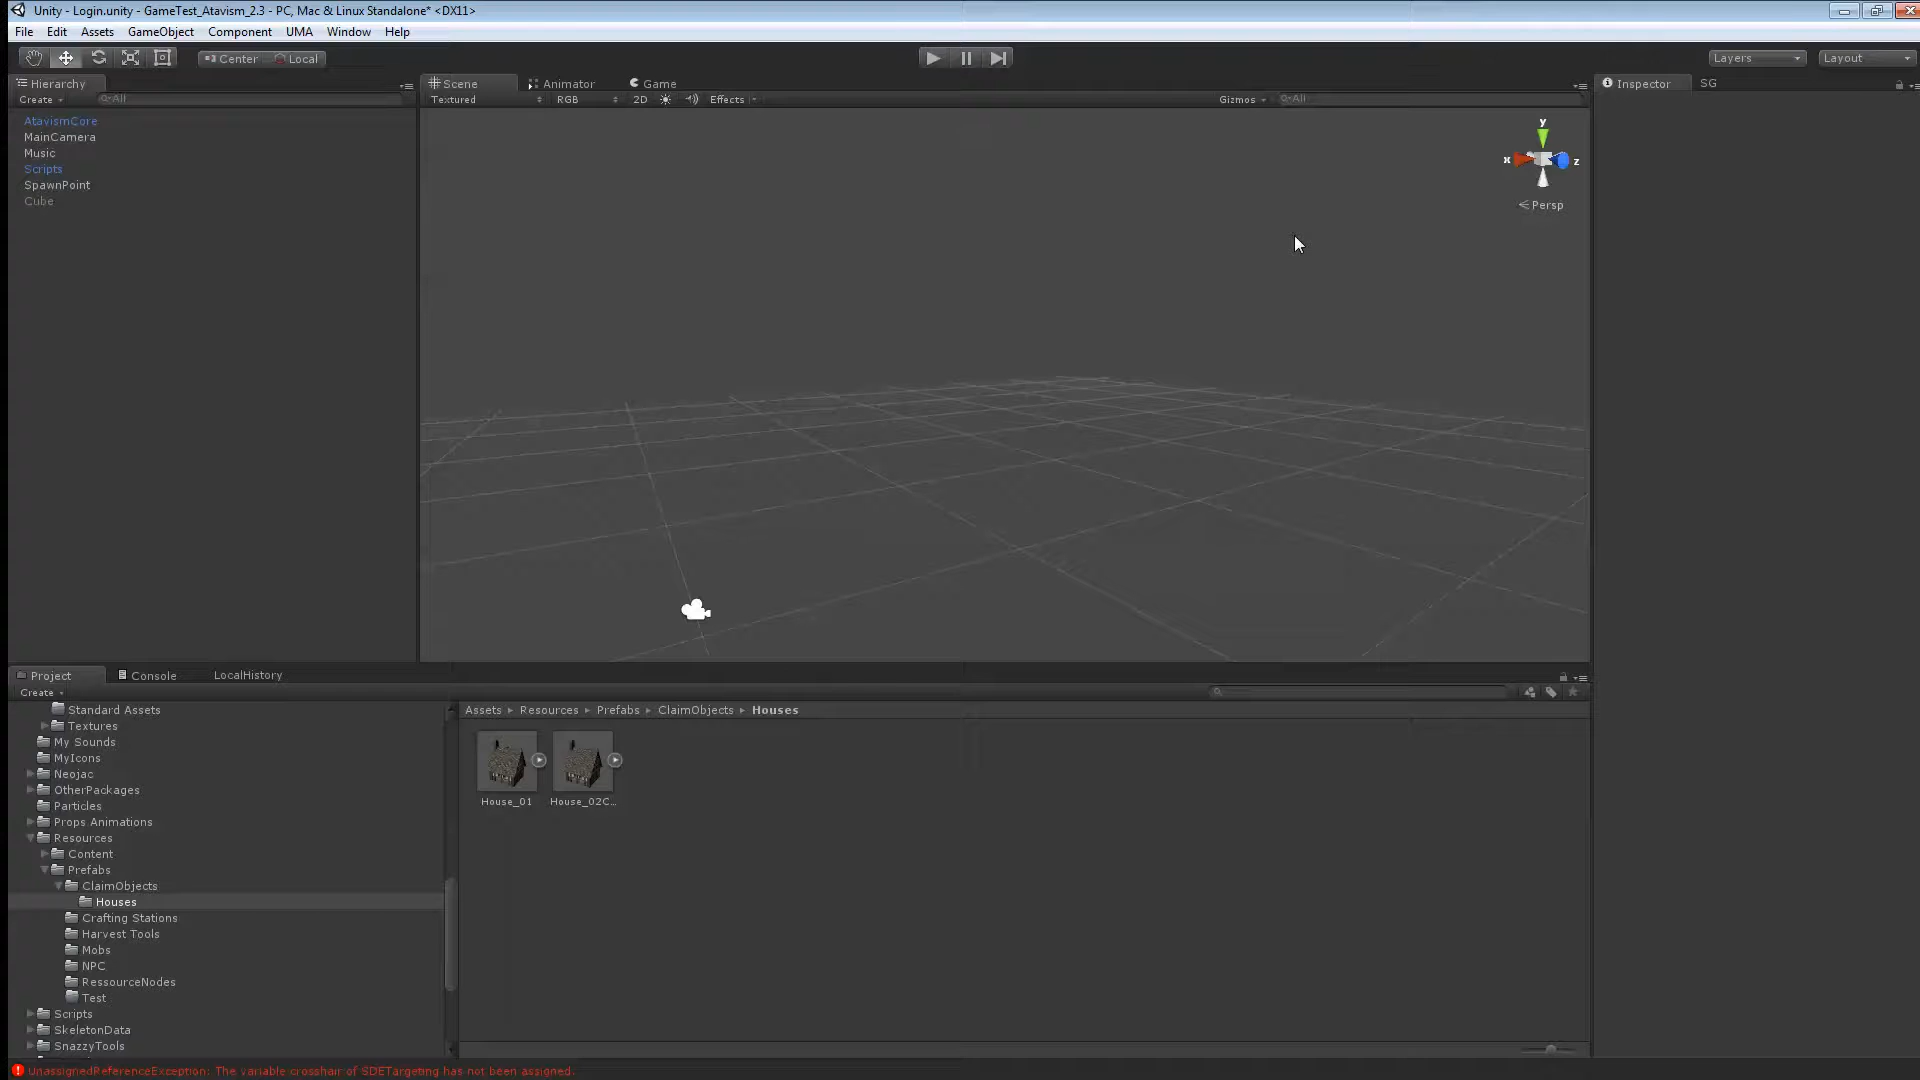 Unity - Login.unity - GameTest_Atavism_2.3 - PC, Mac & Linux Standalone* <DX11>
File Edit Assets GameObject Component UMA Window Help
Center Local Layers Layout
Hierarchy Scene Animator Game Inspector SG
Create All Textured RGB 2D Effects Gizmos All
AtavismCore
MainCamera
Music
Scripts
SpawnPoint
Cube
y
x z
Persp
Project Console LocalHistory
Create
Standard Assets
Textures
My Sounds
MyIcons
Neojac
OtherPackages
Particles
Props Animations
Resources
Content
Prefabs
ClaimObjects
Houses
Crafting Stations
Harvest Tools
Mobs
NPC
RessourceNodes
Test
Scripts
SkeletonData
SnazzyTools
Assets Resources Prefabs ClaimObjects Houses
House_01 House_02C...
UnassignedReferenceException: The variable crosshair of SDETargeting has not been assigned.